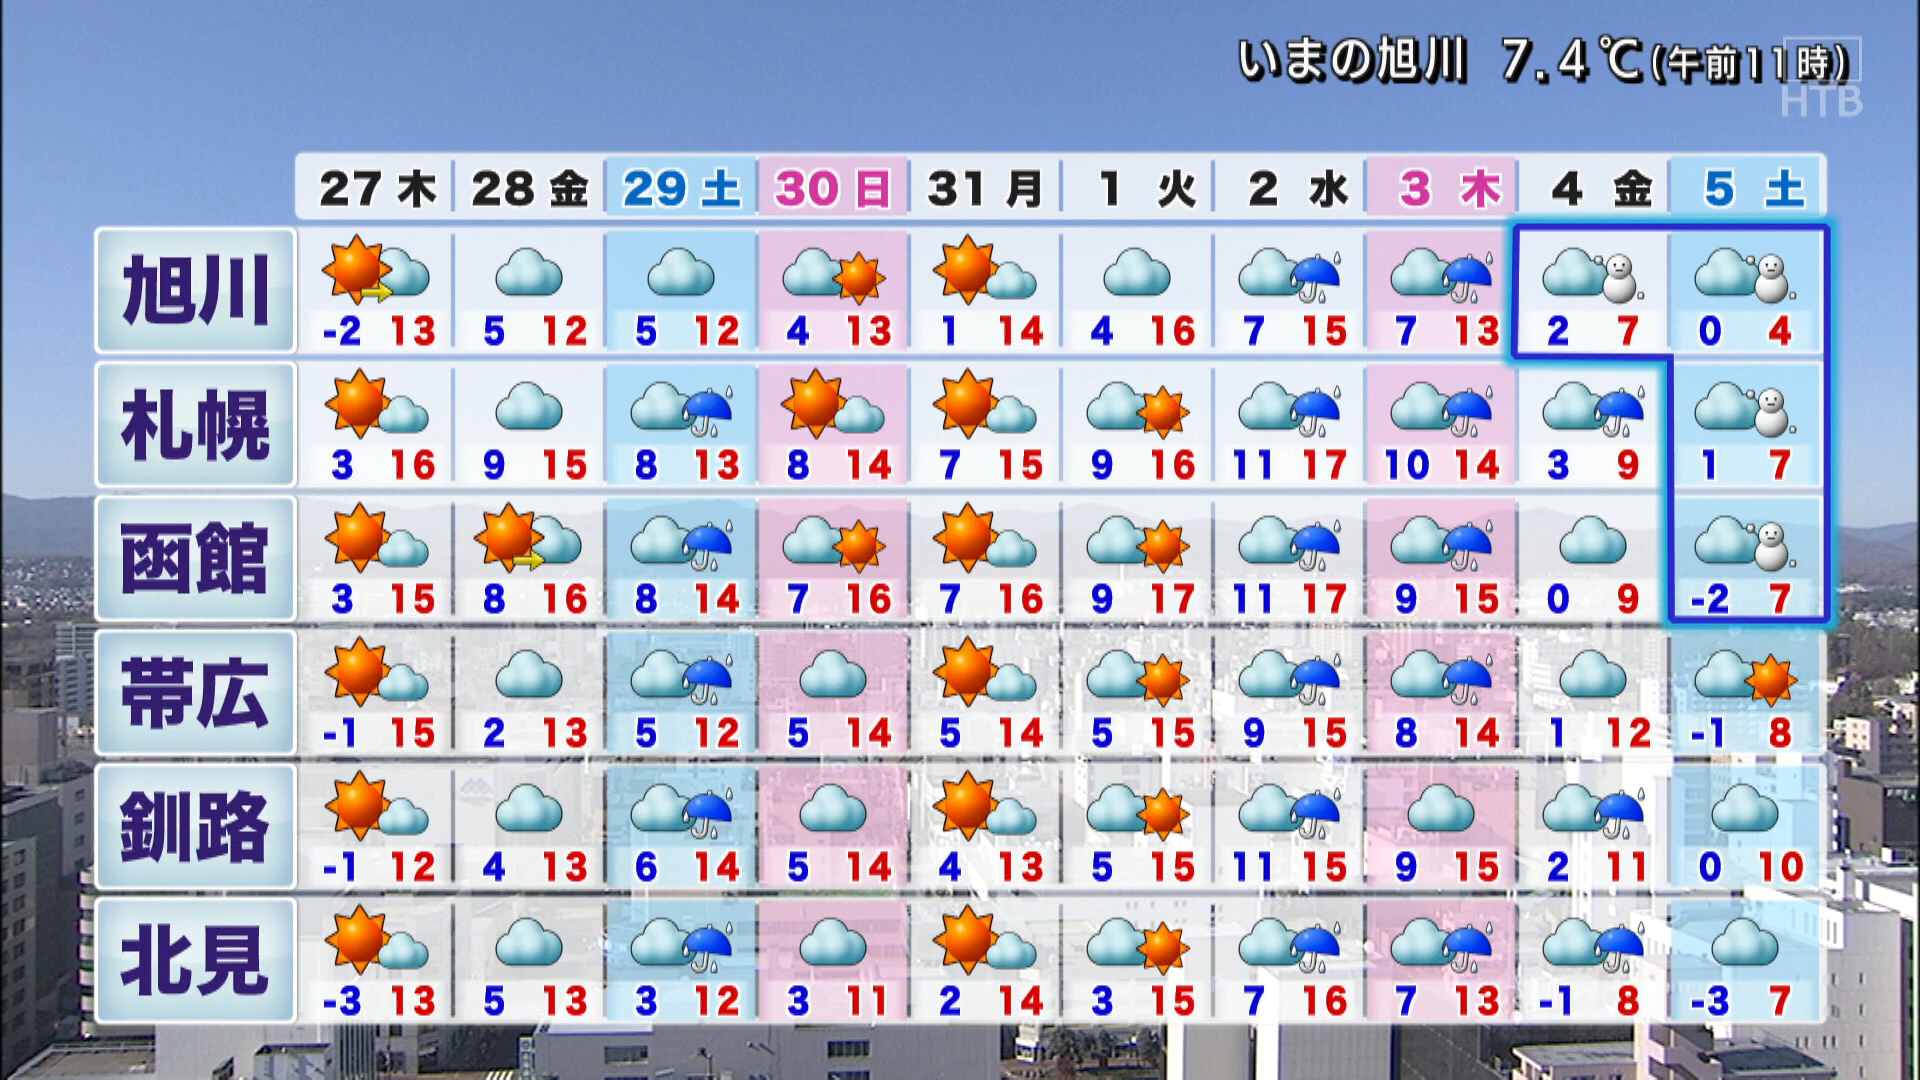 いまの旭川 7.4℃(午前11時)
HTB
27 木 28 金 29 土 30 日 31 月 1 火 2 水 3 木 4 金 5 土
旭川
-2 13 5 12 5 12 4 13 1 14 4 16 7 15 7 13 2 7 0 4
札幌
3 16 9 15 8 13 8 14 7 15 9 16 11 17 10 14 3 9 1 7
函館
3 15 8 16 8 14 7 16 7 16 9 17 11 17 9 15 0 9 -2 7
帯広
-1 15 2 13 5 12 5 14 5 14 5 15 9 15 8 14 1 12 -1 8
釧路
-1 12 4 13 6 14 5 14 4 13 5 15 11 15 9 15 2 11 0 10
北見
-3 13 5 13 3 12 3 11 2 14 3 15 7 16 7 13 -1 8 -3 7